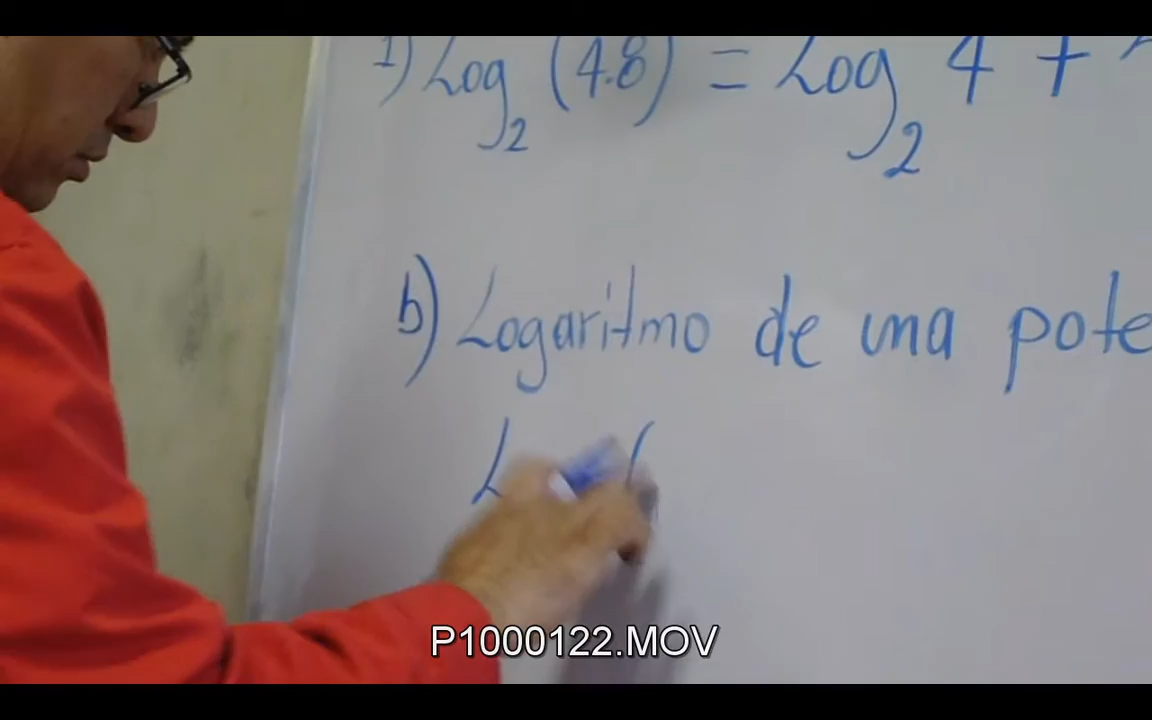 1) Log₂ (4.8) = Log₂ 4 +
b) Logaritmo de una pote
L (
P1000122.MOV